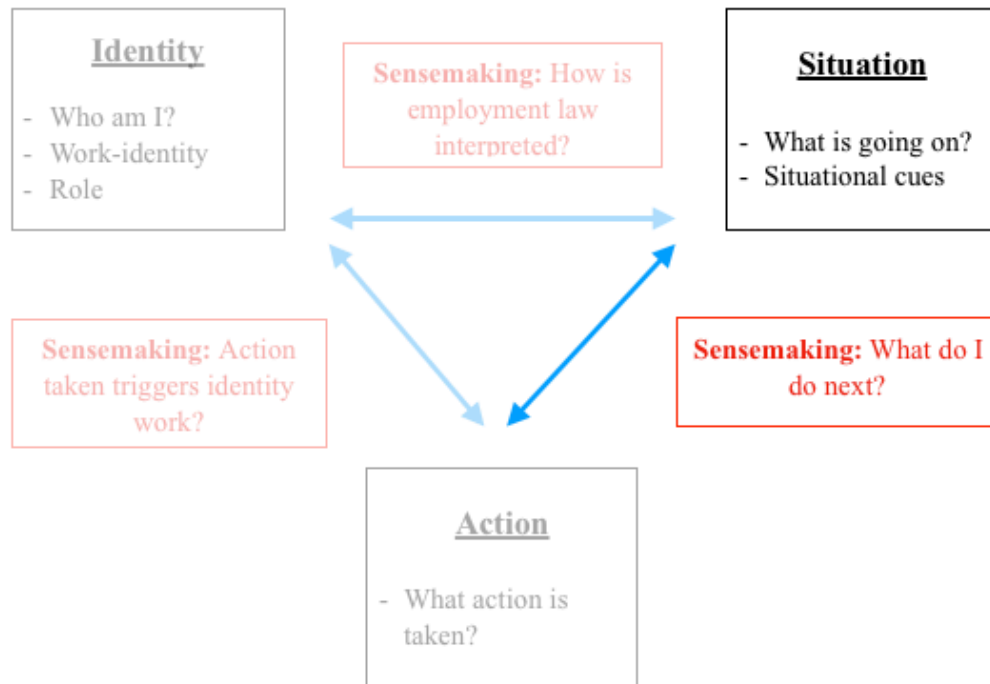 Identity
- Who am I?
- Work-identity
- Role
Sensemaking: How is
employment law
interpreted?
Situation
- What is going on?
- Situational cues
Sensemaking: Action
taken triggers identity
work?
Sensemaking: What do I
do next?
Action
- What action is
taken?